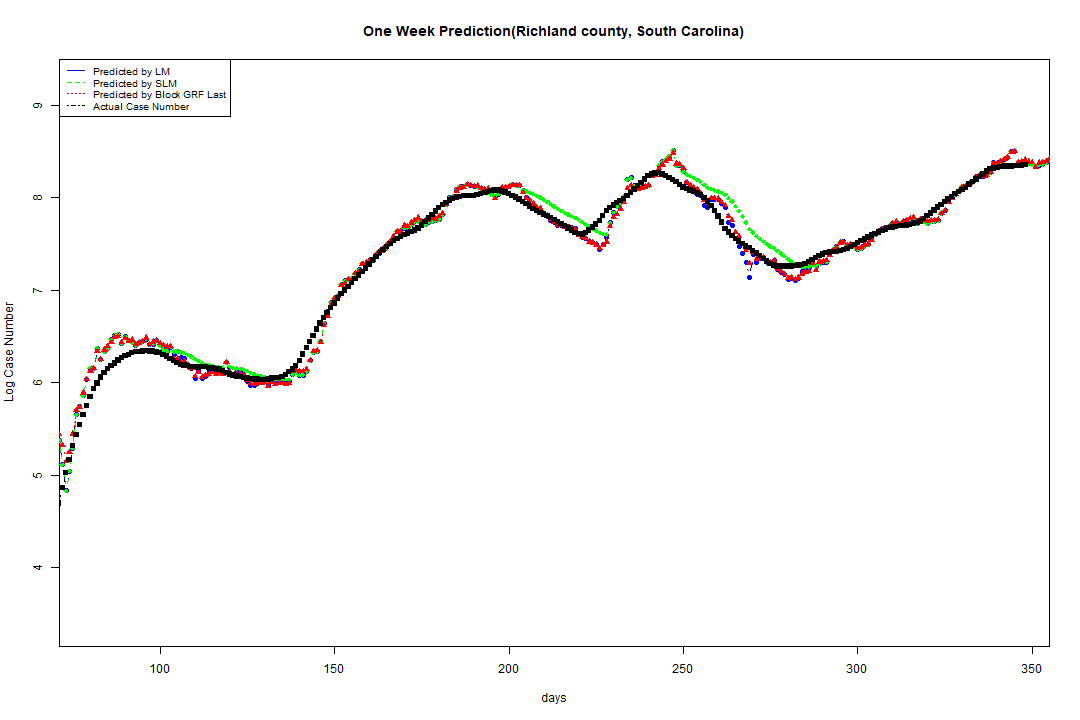 One Week Prediction(Richland county, South Carolina)
Predicted by LM
Predicted by SLM
Predicted by Block GRF Last
Actual Case Number
9
8
7
6
5
4
Log Case Number
100 150 200 250 300 350
days